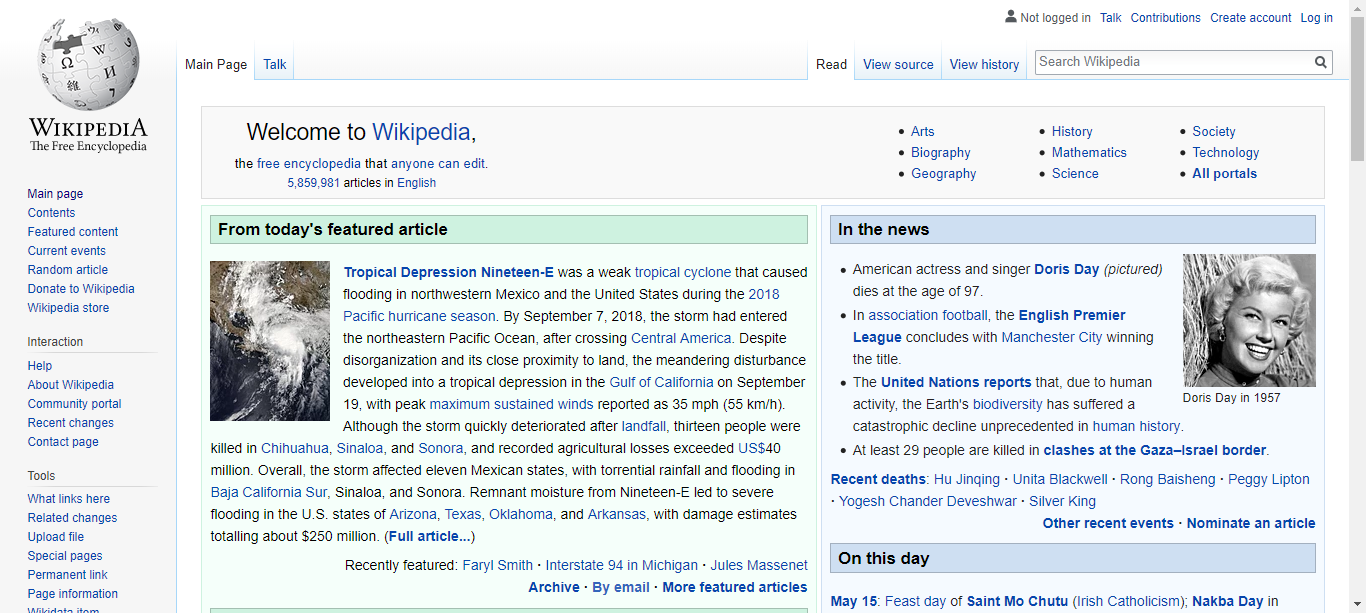 Not logged in Talk Contributions Create account Log in
Main Page Talk Read View source View history Search Wikipedia
WIKIPEDIA
The Free Encyclopedia
Main page
Contents
Featured content
Current events
Random article
Donate to Wikipedia
Wikipedia store
Interaction
Help
About Wikipedia
Community portal
Recent changes
Contact page
Tools
What links here
Related changes
Upload file
Special pages
Permanent link
Page information
Wikidata item
Welcome to Wikipedia,
the free encyclopedia that anyone can edit.
5,859,981 articles in English
• Arts
• Biography
• Geography
• History
• Mathematics
• Science
• Society
• Technology
• All portals
From today's featured article
Tropical Depression Nineteen-E was a weak tropical cyclone that caused
flooding in northwestern Mexico and the United States during the 2018
Pacific hurricane season. By September 7, 2018, the storm had entered
the northeastern Pacific Ocean, after crossing Central America. Despite
disorganization and its close proximity to land, the meandering disturbance
developed into a tropical depression in the Gulf of California on September
19, with peak maximum sustained winds reported as 35 mph (55 km/h).
Although the storm quickly deteriorated after landfall, thirteen people were
killed in Chihuahua, Sinaloa, and Sonora, and recorded agricultural losses exceeded US$40
million. Overall, the storm affected eleven Mexican states, with torrential rainfall and flooding in
Baja California Sur, Sinaloa, and Sonora. Remnant moisture from Nineteen-E led to severe
flooding in the U.S. states of Arizona, Texas, Oklahoma, and Arkansas, with damage estimates
totalling about $250 million. (Full article...)
Recently featured: Faryl Smith · Interstate 94 in Michigan · Jules Massenet
Archive · By email · More featured articles
In the news
• American actress and singer Doris Day (pictured)
dies at the age of 97.
• In association football, the English Premier
League concludes with Manchester City winning
the title.
• The United Nations reports that, due to human
activity, the Earth's biodiversity has suffered a
catastrophic decline unprecedented in human history.
• At least 29 people are killed in clashes at the Gaza–Israel border.
Doris Day in 1957
Recent deaths: Hu Jinqing · Unita Blackwell · Rong Baisheng · Peggy Lipton
· Yogesh Chander Deveshwar · Silver King
Other recent events · Nominate an article
On this day
May 15: Feast day of Saint Mo Chutu (Irish Catholicism); Nakba Day in